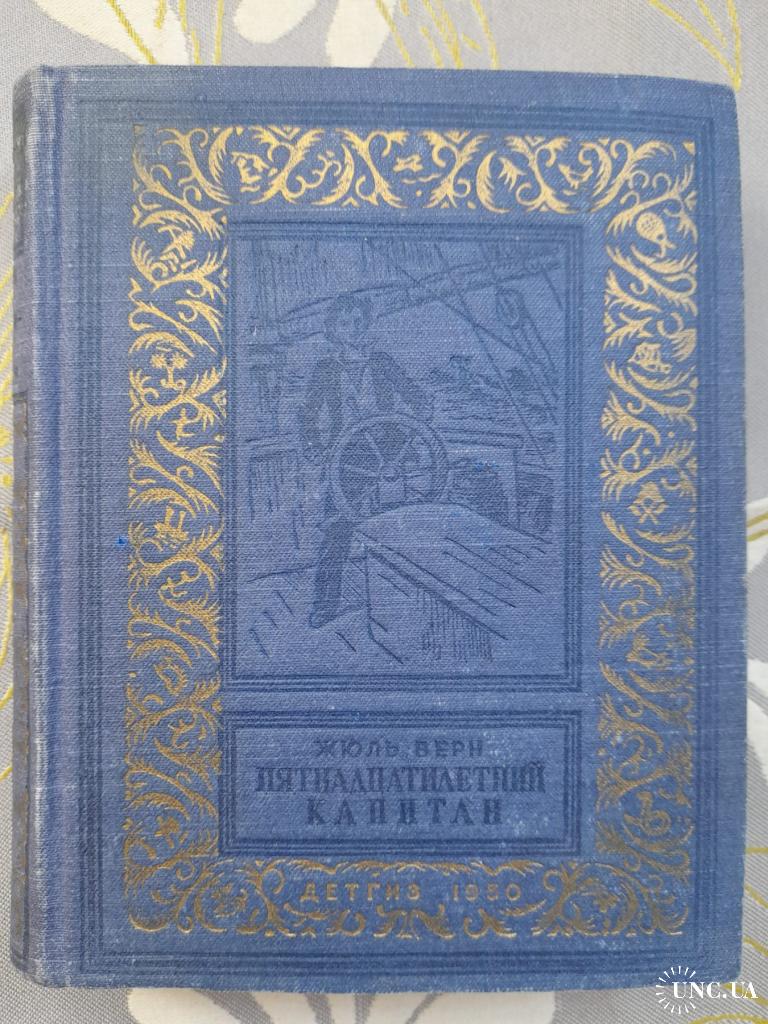 ЖЮЛЬ ВЕРН
ПЯТНАДЦАТИЛЕТНИЙ
КАПИТАН
ДЕТГИЗ 1950
UNC.UA